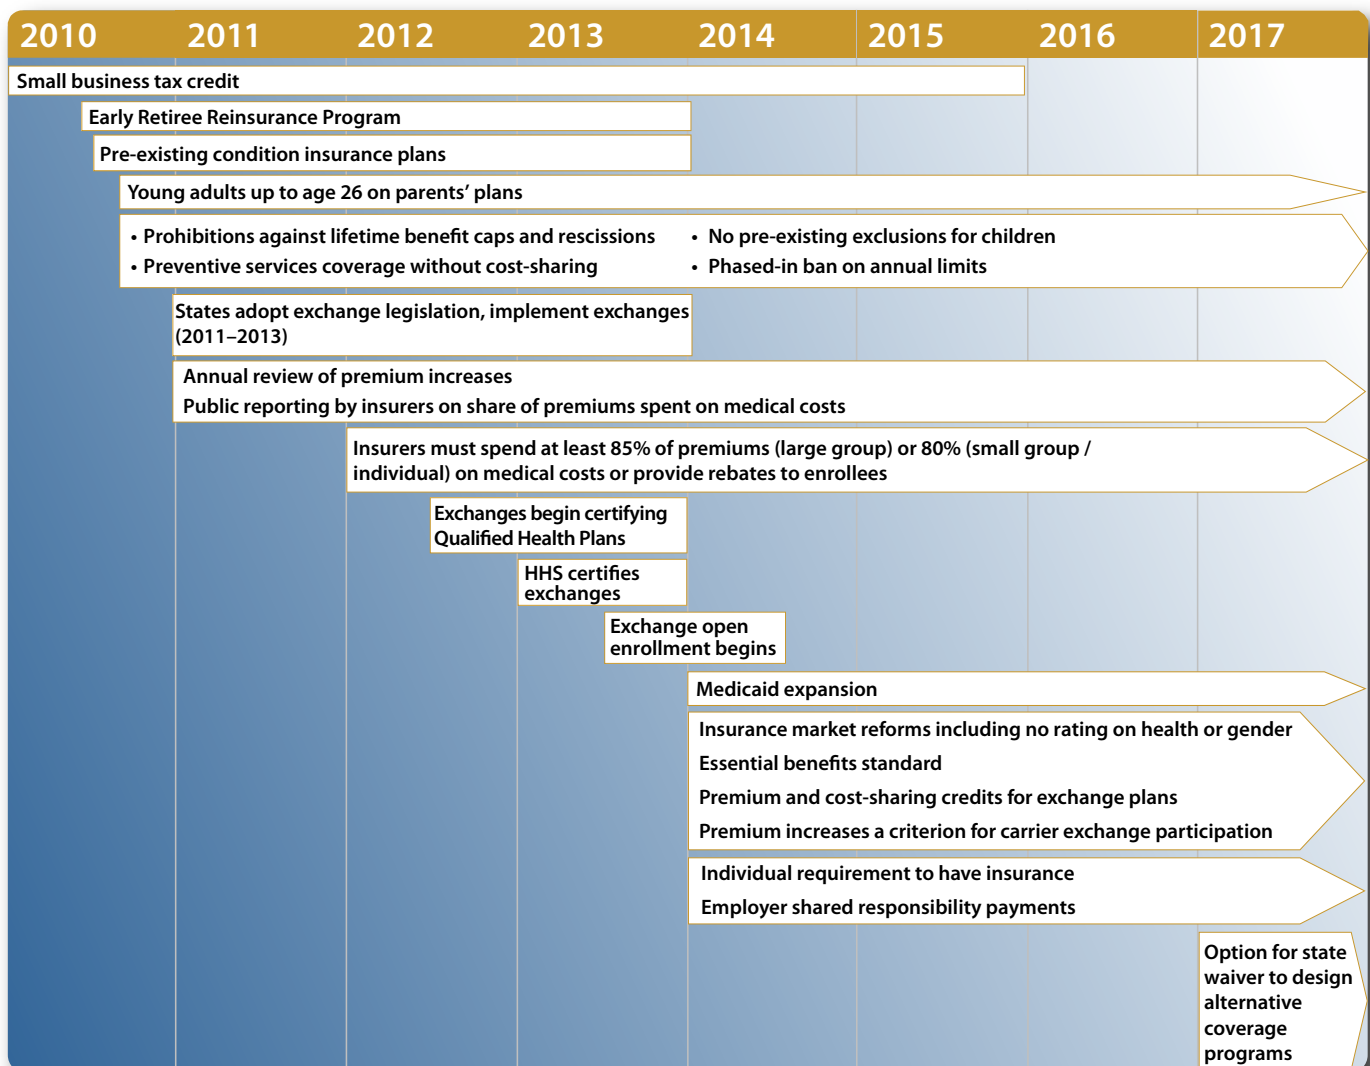 2010 2011 2012 2013 2014 2015 2016 2017
Small business tax credit
Early Retiree Reinsurance Program
Pre-existing condition insurance plans
Young adults up to age 26 on parents’ plans
• Prohibitions against lifetime benefit caps and rescissions • No pre-existing exclusions for children
• Preventive services coverage without cost-sharing • Phased-in ban on annual limits
States adopt exchange legislation, implement exchanges
(2011–2013)
Annual review of premium increases
Public reporting by insurers on share of premiums spent on medical costs
Insurers must spend at least 85% of premiums (large group) or 80% (small group /
individual) on medical costs or provide rebates to enrollees
Exchanges begin certifying
Qualified Health Plans
HHS certifies
exchanges
Exchange open
enrollment begins
Medicaid expansion
Insurance market reforms including no rating on health or gender
Essential benefits standard
Premium and cost-sharing credits for exchange plans
Premium increases a criterion for carrier exchange participation
Individual requirement to have insurance
Employer shared responsibility payments
Option for state
waiver to design
alternative
coverage
programs